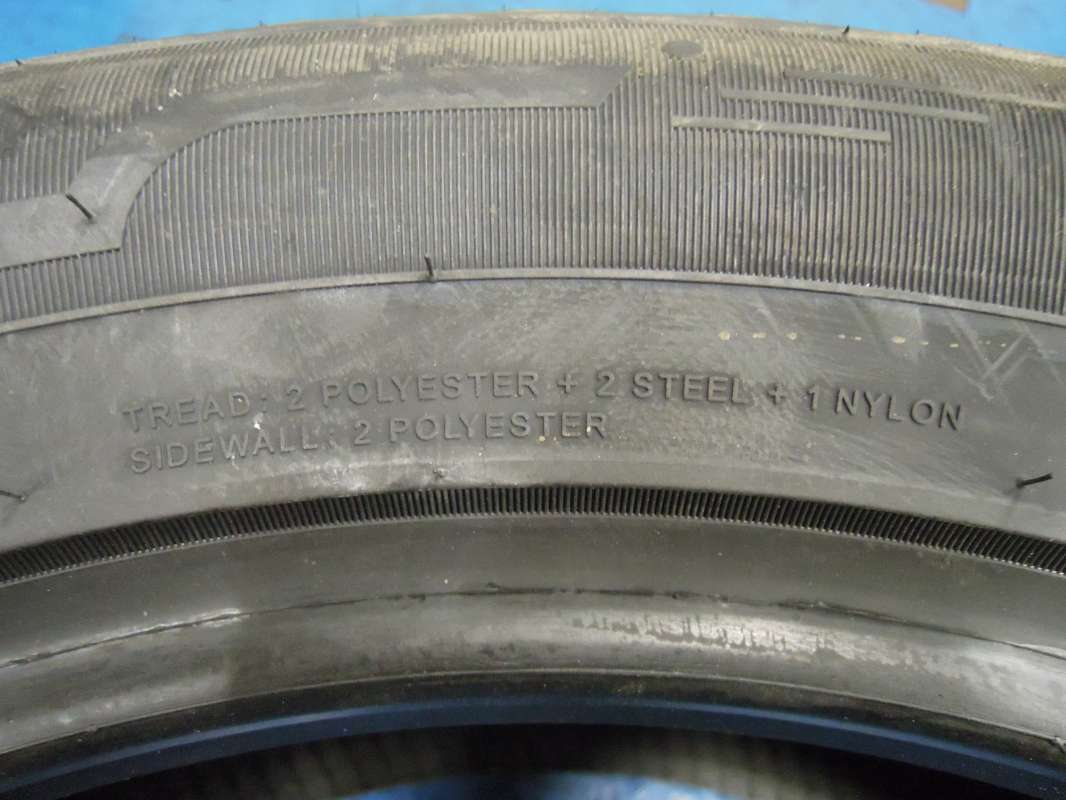 TREAD: 2 POLYESTER + 2 STEEL + 1 NYLON
SIDEWALL: 2 POLYESTER